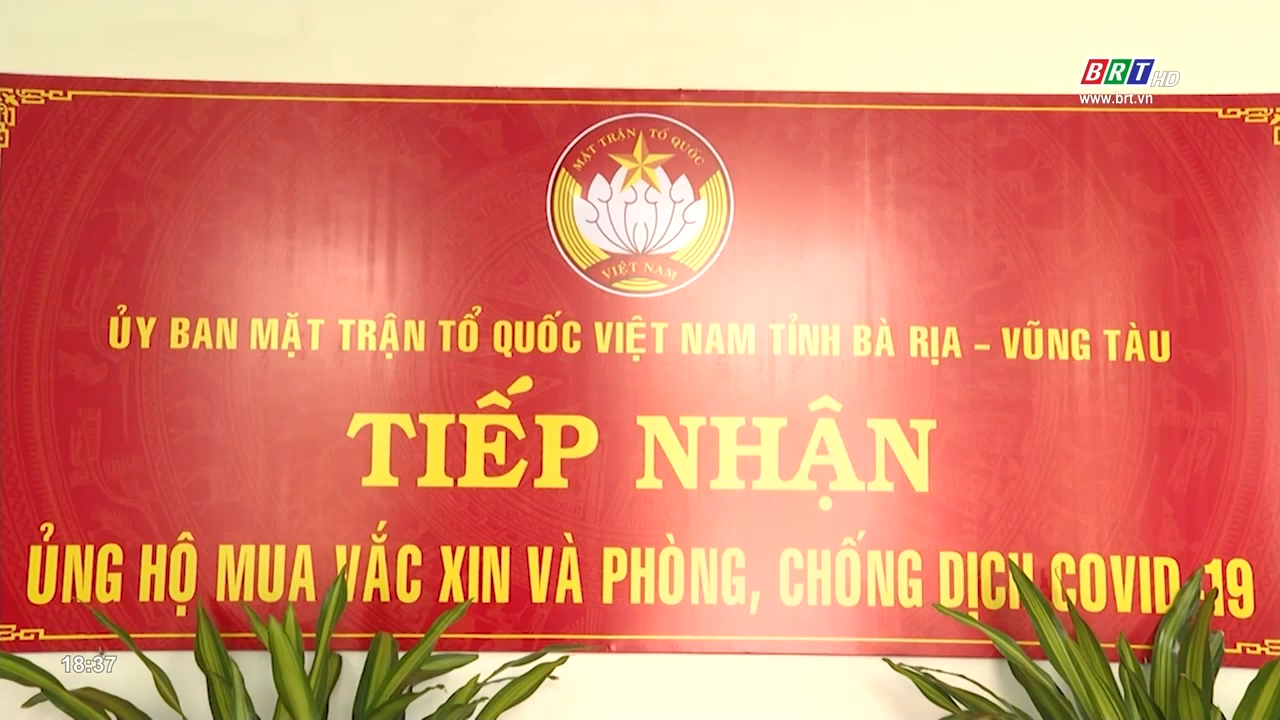 BRT HD
www.brt.vn
MẶT TRẬN TỔ QUỐC
VIỆT NAM
ỦY BAN MẶT TRẬN TỔ QUỐC VIỆT NAM TỈNH BÀ RỊA - VŨNG TÀU
TIẾP NHẬN
ỦNG HỘ MUA VẮC XIN VÀ PHÒNG, CHỐNG DỊCH COVID-19
18:37